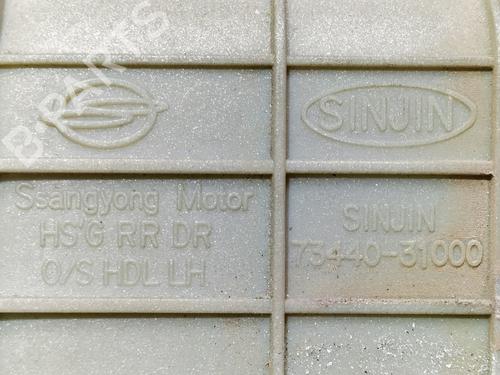 B-PARTS
SINJIN
Ssangyong Motor
HS'G RR DR
O/S HDL LH
SINJIN
73440-31000